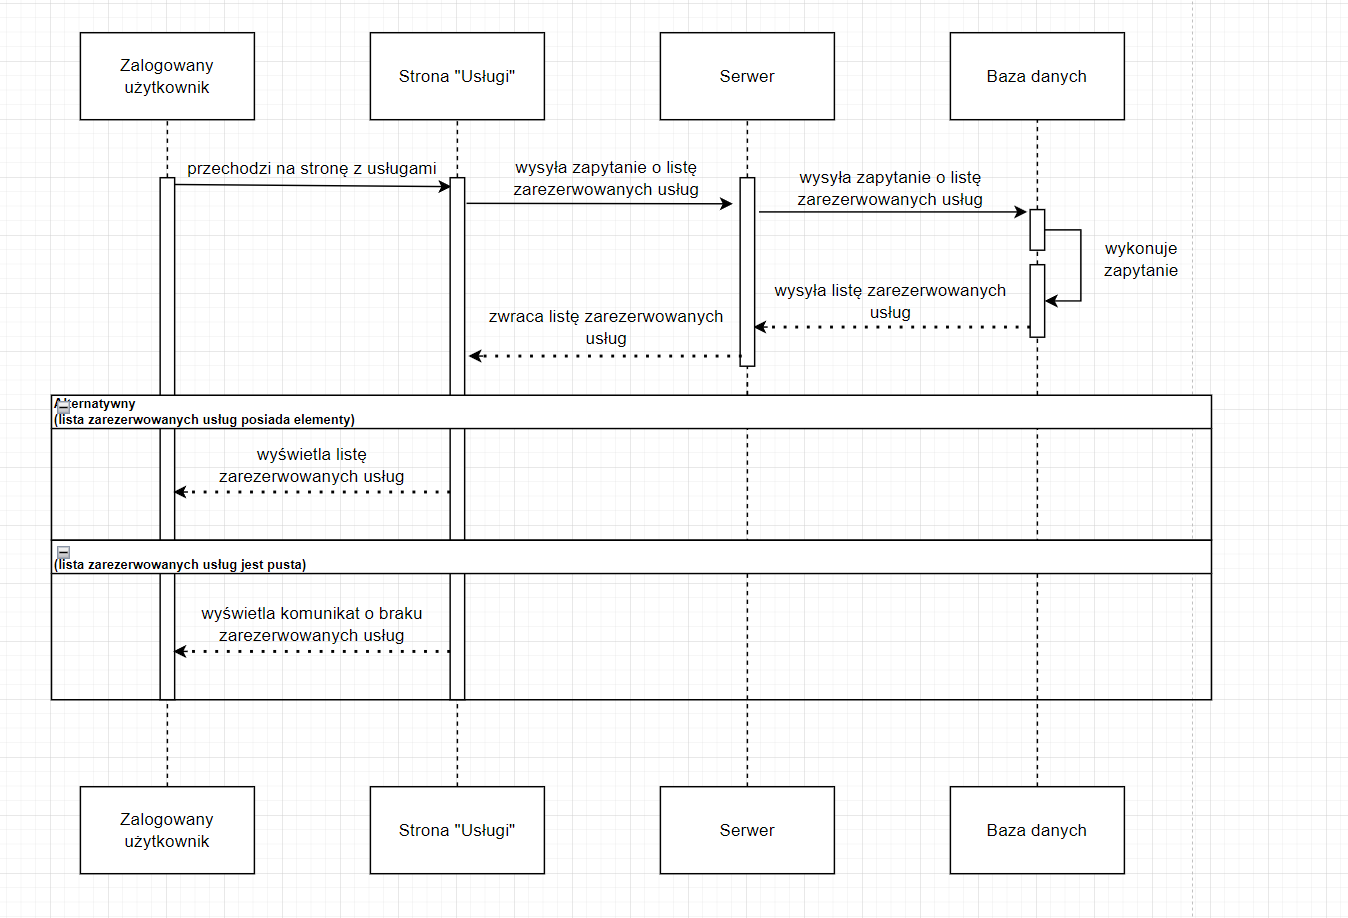 Zalogowany
użytkownik
Strona "Usługi"
Serwer
Baza danych
przechodzi na stronę z usługami
wysyła zapytanie o listę
zarezerwowanych usług
wysyła zapytanie o listę
zarezerwowanych usług
wykonuje
zapytanie
wysyła listę zarezerwowanych
usług
zwraca listę zarezerwowanych
usług
Alternatywny
(lista zarezerwowanych usług posiada elementy)
wyświetla listę
zarezerwowanych usług
(lista zarezerwowanych usług jest pusta)
wyświetla komunikat o braku
zarezerwowanych usług
Zalogowany
użytkownik
Strona "Usługi"
Serwer
Baza danych